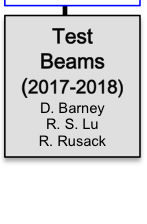 Test
Beams
(2017-2018)
D. Barney
R. S. Lu
R. Rusack